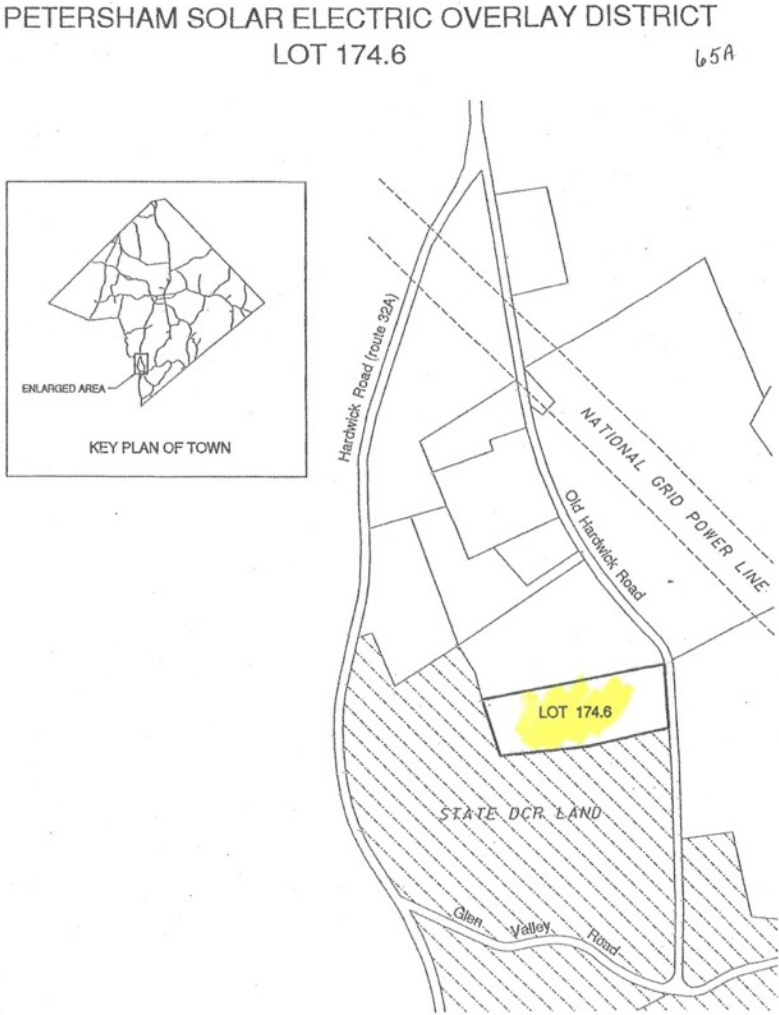 PETERSHAM SOLAR ELECTRIC OVERLAY DISTRICT
LOT 174.6
65A
ENLARGED AREA
KEY PLAN OF TOWN
Hardwick Road (route 32A)
NATIONAL GRID POWER LINE
Old Hardwick Road
LOT 174.6
STATE DCR LAND
Glen Valley Road